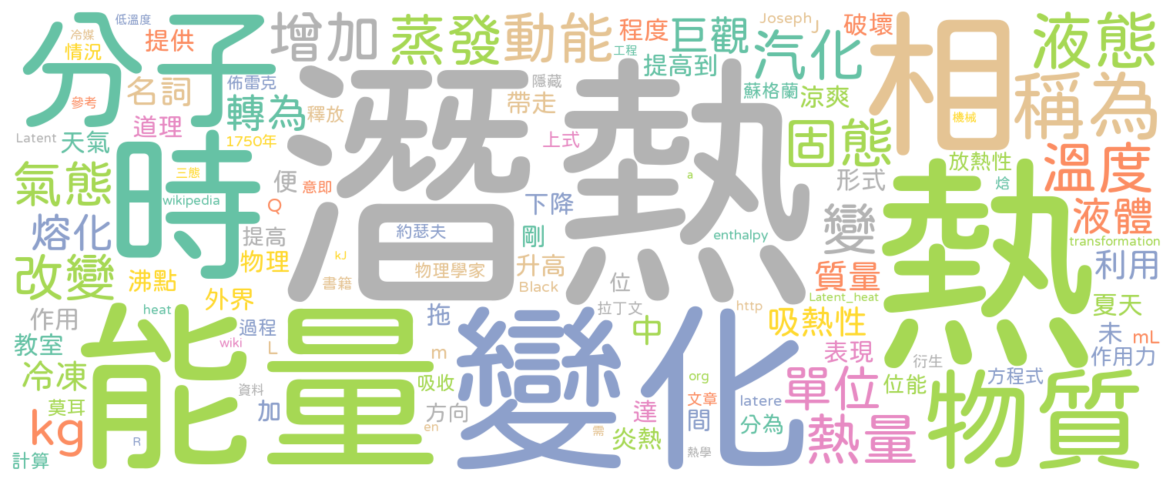 分子
低溫度
冷媒
情況
提供
增加
蒸發
動能
程度
工程
巨觀
提高到
Joseph
J
破壞
汽化
相
液態
參考
名詞
佈雷克
轉為
釋放
隱藏
帶走
蘇格蘭
涼爽
機械
稱為
Latent
天氣
道理
1750年
潛熱
上式
固態
放熱性
溫度
氣態
時
三態
wikipedia
便
意即
Q
形式
焓
a
熱
液體
熔化
提高
物理
約瑟夫
下降
剛
enthalpy
變
transformation
改變
沸點
外界
kJ
書籍
物理學家
升高
Black
位
質量
Latent_heat
利用
作用
heat
過程
拖
拉丁文
http
吸熱性
夏天
教室
wiki
L
m
中
表現
未
mL
作用力
冷凍
能量
變化
資料
吸收
org
衍生
位能
方程式
莫耳
加
方向
達
間
文章
latere
單位
物質
kg
R
en
炎熱
需
熱學
分為
熱量
計算